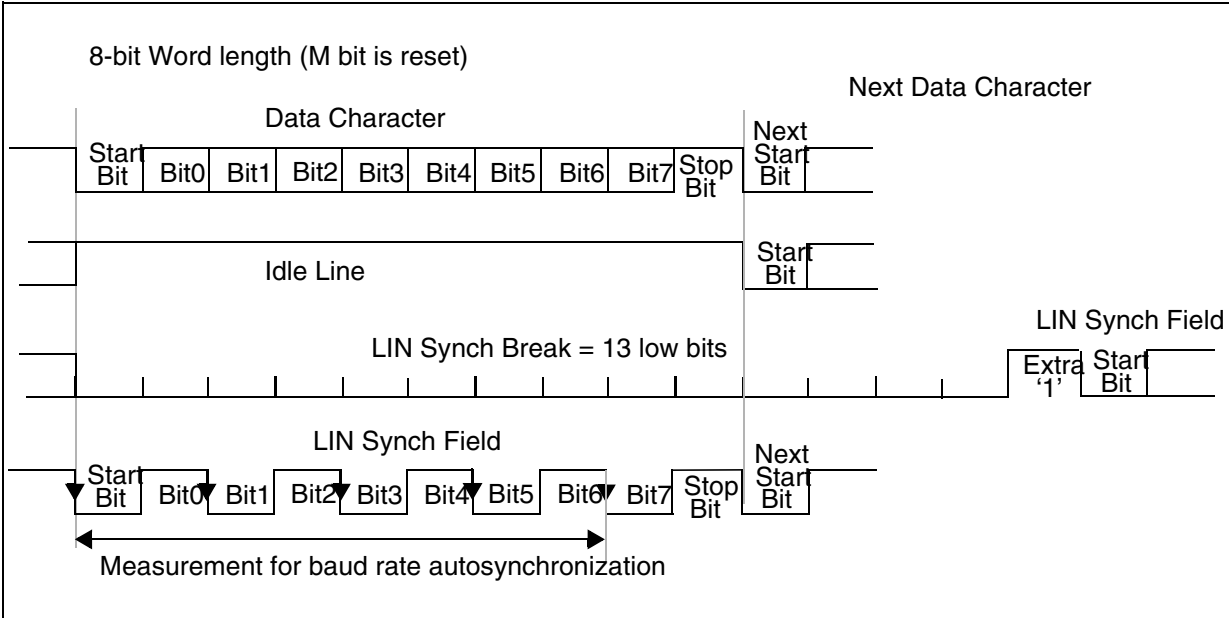 8-bit Word length (M bit is reset)
Next Data Character
Data Character
Start Bit
Bit0 Bit1 Bit2 Bit3 Bit4 Bit5 Bit6 Bit7
Stop Bit
Next Start Bit
Idle Line
Start Bit
LIN Synch Field
LIN Synch Break = 13 low bits
Extra ‘1’
Start Bit
LIN Synch Field
Start Bit
Bit0 Bit1 Bit2 Bit3 Bit4 Bit5 Bit6 Bit7
Stop Bit
Next Start Bit
Measurement for baud rate autosynchronization